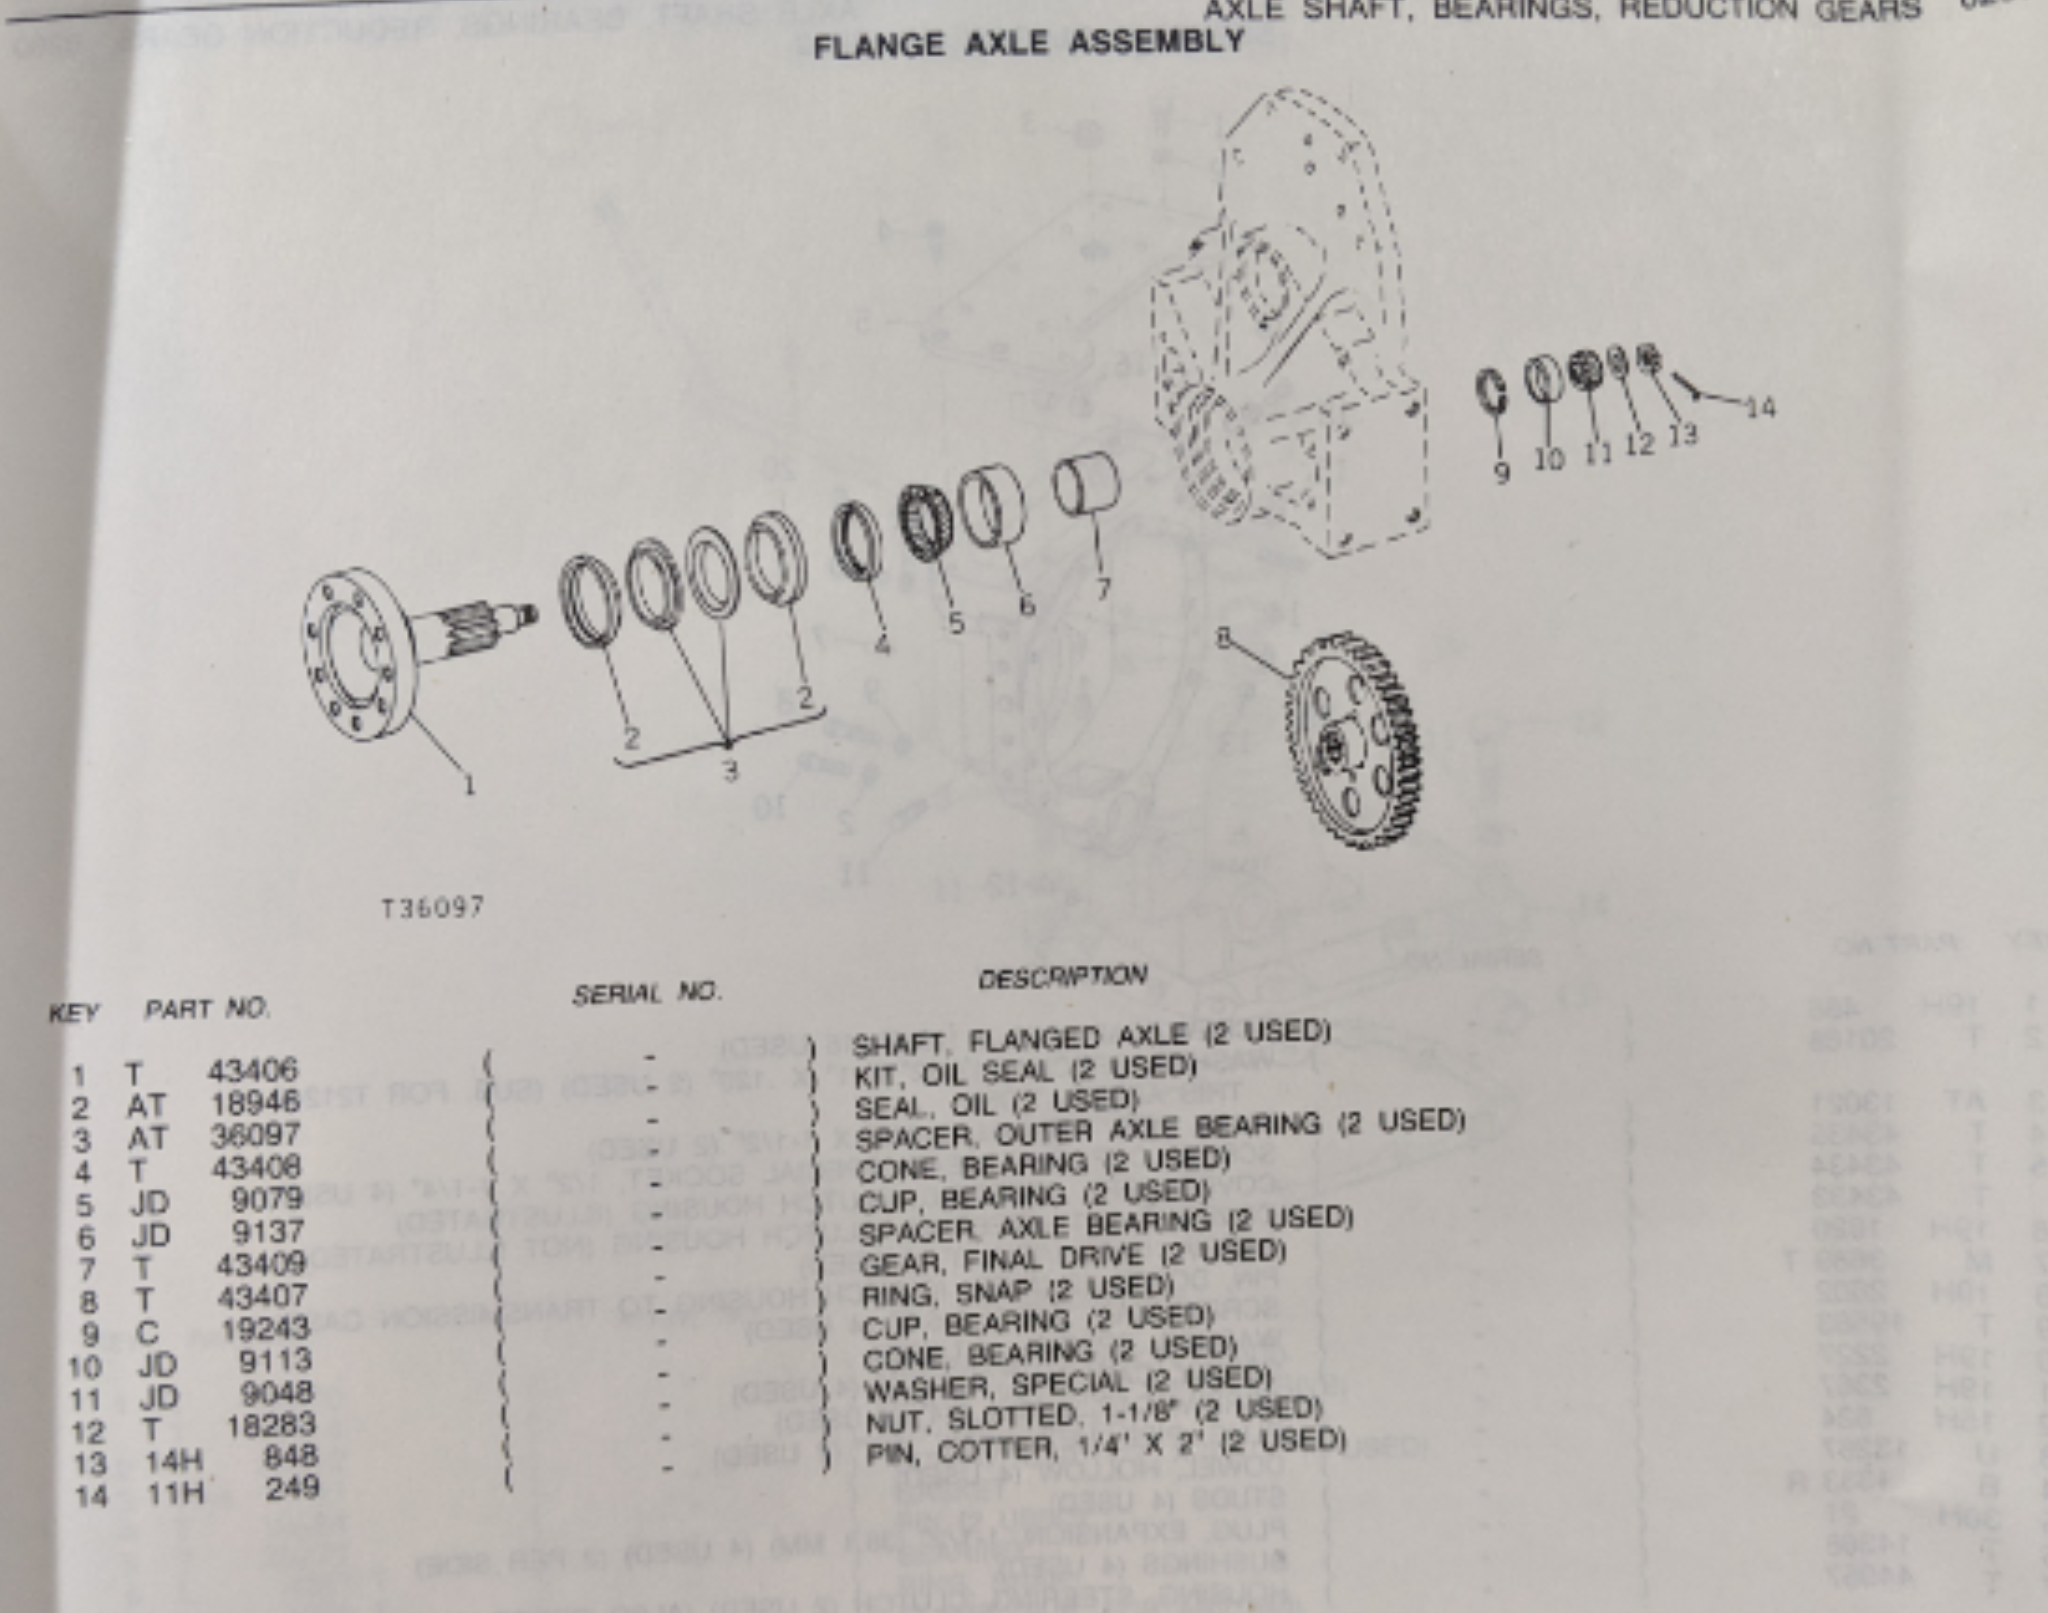 AXLE SHAFT, BEARINGS, REDUCTION GEARS
FLANGE AXLE ASSEMBLY
1
2
3
2
4
5
6
7
8
9
10
11
12
13
14
T36097
KEY PART NO. SERIAL NO. DESCRIPTION
1 T 43406 ( - ) SHAFT, FLANGED AXLE (2 USED)
2 AT 18946 ( - ) KIT, OIL SEAL (2 USED)
3 AT 36097 ( - ) SEAL, OIL (2 USED)
4 T 43408 ( - ) SPACER, OUTER AXLE BEARING (2 USED)
5 JD 9079 ( - ) CONE, BEARING (2 USED)
6 JD 9137 ( - ) CUP, BEARING (2 USED)
7 T 43409 ( - ) SPACER, AXLE BEARING (2 USED)
8 T 43407 ( - ) GEAR, FINAL DRIVE (2 USED)
9 C 19243 ( - ) RING, SNAP (2 USED)
10 JD 9113 ( - ) CUP, BEARING (2 USED)
11 JD 9048 ( - ) CONE, BEARING (2 USED)
12 T 18283 ( - ) WASHER, SPECIAL (2 USED)
13 14H 848 ( - ) NUT, SLOTTED, 1-1/8" (2 USED)
14 11H 249 ( - ) PIN, COTTER, 1/4" X 2" (2 USED)